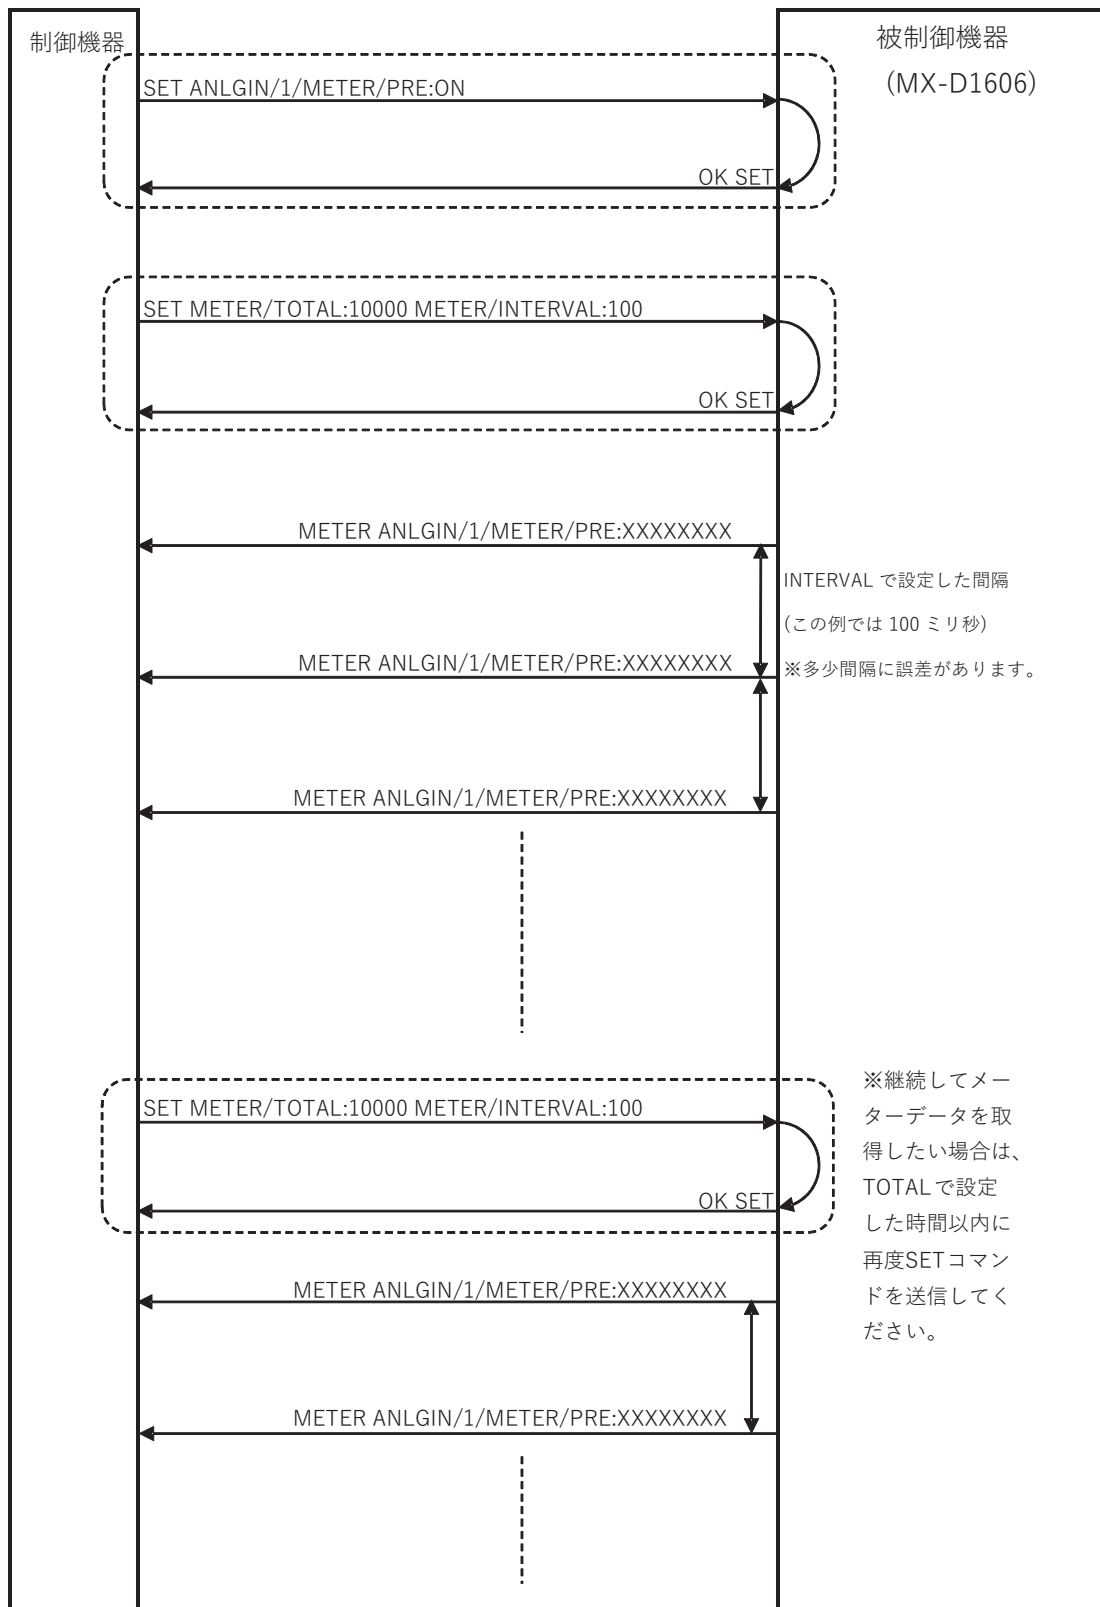 制御機器
被制御機器
(MX-D1606)
SET ANLGIN/1/METER/PRE:ON
OK SET
SET METER/TOTAL:10000 METER/INTERVAL:100
OK SET
METER ANLGIN/1/METER/PRE:XXXXXXXX
INTERVAL で設定した間隔
(この例では 100 ミリ秒)
※多少間隔に誤差があります。
METER ANLGIN/1/METER/PRE:XXXXXXXX
METER ANLGIN/1/METER/PRE:XXXXXXXX
SET METER/TOTAL:10000 METER/INTERVAL:100
OK SET
※継続してメー
ターデータを取
得したい場合は、
TOTALで設定
した時間以内に
再度SETコマン
ドを送信してく
ださい。
METER ANLGIN/1/METER/PRE:XXXXXXXX
METER ANLGIN/1/METER/PRE:XXXXXXXX